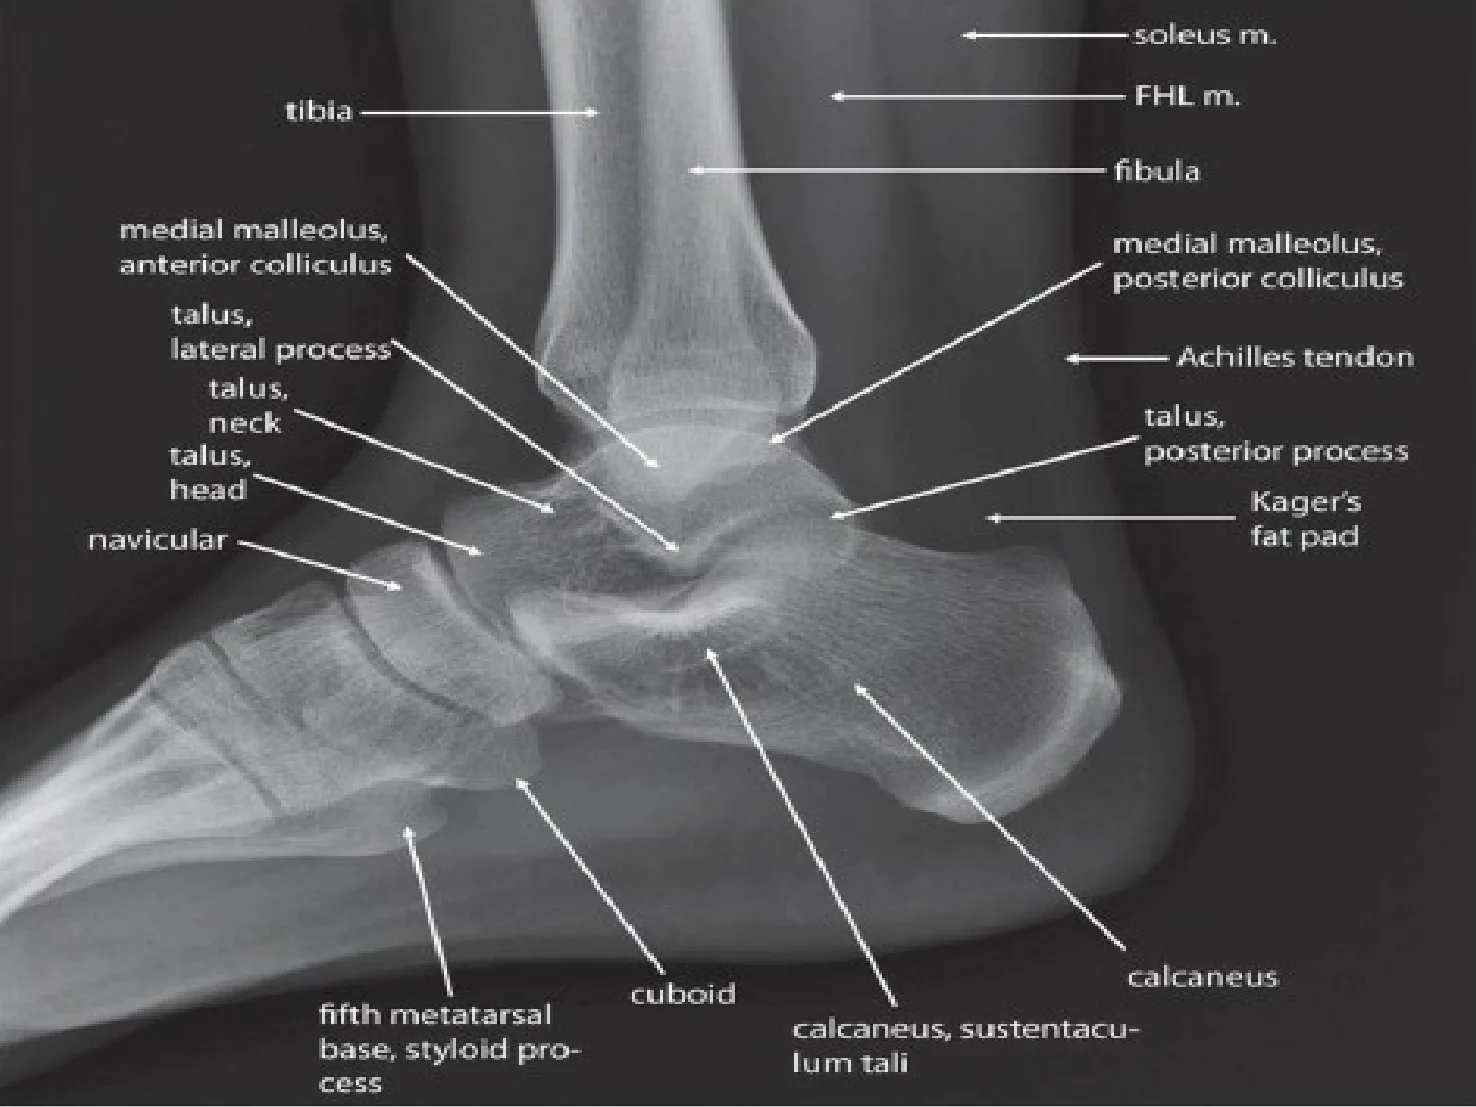 soleus m.
FHL m.
tibia
fibula
medial malleolus,
anterior colliculus
medial malleolus,
posterior colliculus
talus,
lateral process
Achilles tendon
talus,
neck
talus,
posterior process
talus,
head
Kager's
fat pad
navicular
calcaneus
cuboid
fifth metatarsal
base, styloid pro-
cess
calcaneus, sustentacu-
lum tali